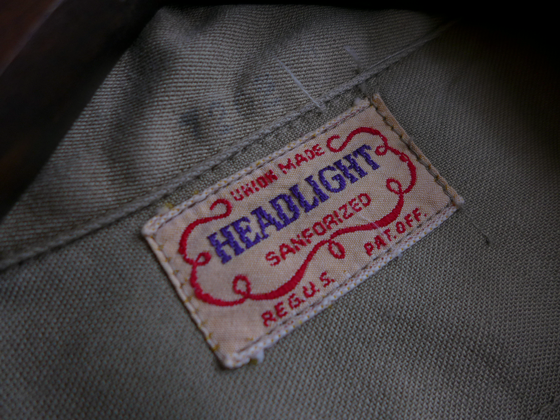 UNION MADE
HEADLIGHT
SANFORIZED
REG.U.S. PAT.OFF.